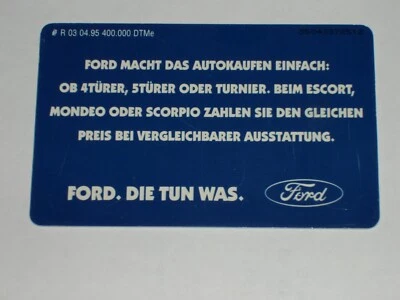 R 03 04.95 400.000 DTMe
FORD MACHT DAS AUTOKAUFEN EINFACH:
OB 4TÜRER, 5TÜRER ODER TURNIER. BEIM ESCORT,
MONDEO ODER SCORPIO ZAHLEN SIE DEN GLEICHEN
PREIS BEI VERGLEICHBARER AUSSTATTUNG.
FORD. DIE TUN WAS.
Ford